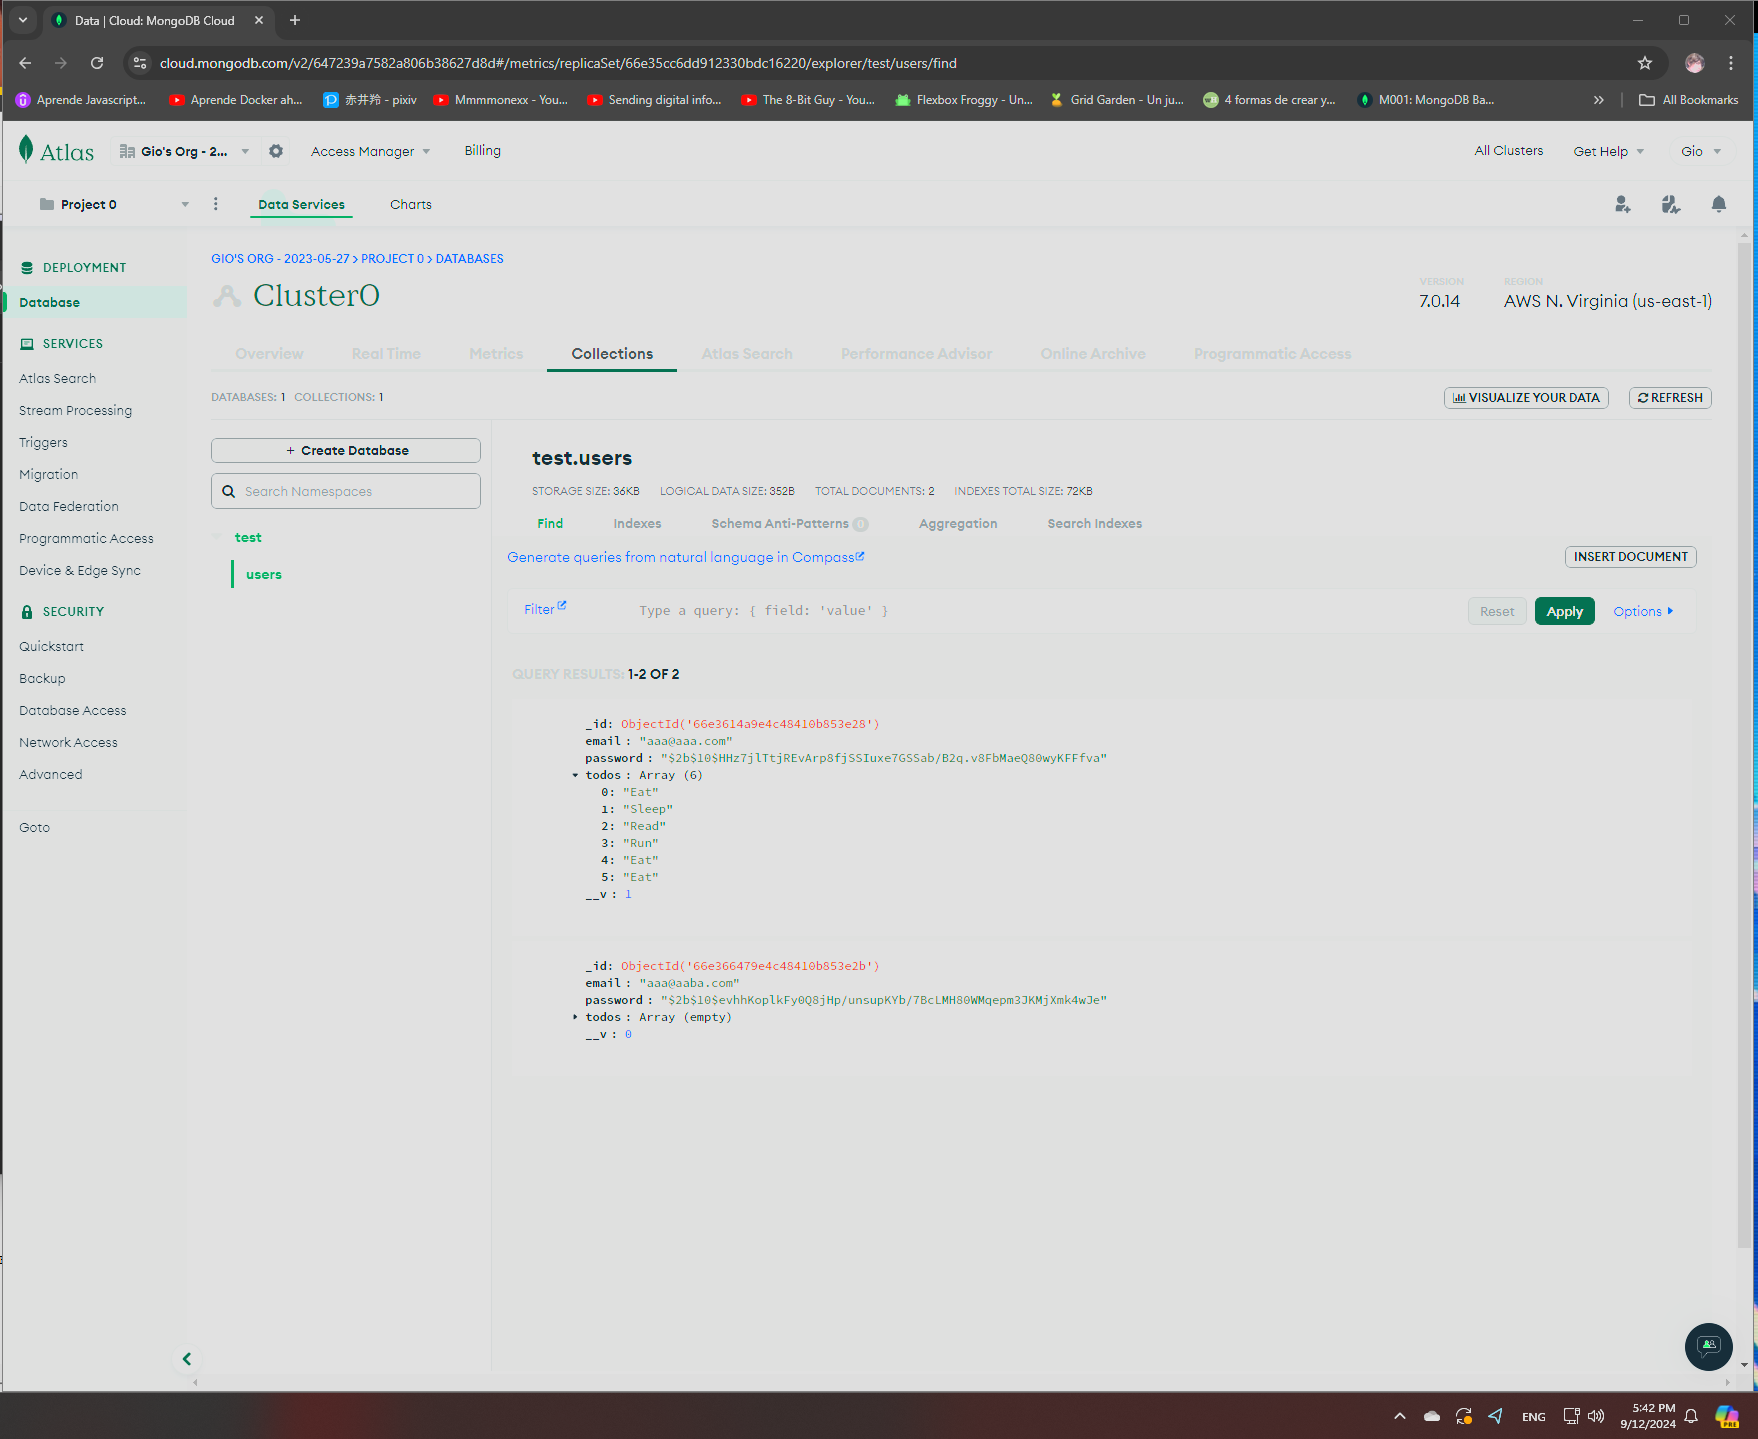 Data | Cloud: MongoDB Cloud
cloud.mongodb.com/v2/647239a7582a806b38627d8d#/metrics/replicaSet/66e35cc6dd912330bdc16220/explorer/test/users/find
Aprende Javascript... Aprende Docker ah... 赤井羚 - pixiv Mmmmonexx - You... Sending digital info... The 8-Bit Guy - You... Flexbox Froggy - Un... Grid Garden - Un ju... 4 formas de crear y... M001: MongoDB Ba... All Bookmarks
Atlas Gio's Org - 2... Access Manager Billing All Clusters Get Help Gio
Project 0 Data Services Charts
DEPLOYMENT
Database
SERVICES
Atlas Search
Stream Processing
Triggers
Migration
Data Federation
Programmatic Access
Device & Edge Sync
SECURITY
Quickstart
Backup
Database Access
Network Access
Advanced
Goto
GIO'S ORG - 2023-05-27 > PROJECT 0 > DATABASES
Cluster0
VERSION
7.0.14
REGION
AWS N. Virginia (us-east-1)
Overview Real Time Metrics Collections Atlas Search Performance Advisor Online Archive Programmatic Access
DATABASES: 1 COLLECTIONS: 1
VISUALIZE YOUR DATA REFRESH
+ Create Database
Search Namespaces
test
users
test.users
STORAGE SIZE: 36KB LOGICAL DATA SIZE: 352B TOTAL DOCUMENTS: 2 INDEXES TOTAL SIZE: 72KB
Find Indexes Schema Anti-Patterns 0 Aggregation Search Indexes
Generate queries from natural language in Compass
INSERT DOCUMENT
Filter Type a query: { field: 'value' } Reset Apply Options
QUERY RESULTS: 1-2 OF 2
_id: ObjectId('66e3614a9e4c48410b853e28')
email : "aaa@aaa.com"
password : "$2b$10$HHz7jlTtjREvArp8fjSSIuxe7GSSab/B2q.v8FbMaeQ80wyKFFfva"
todos : Array (6)
0: "Eat"
1: "Sleep"
2: "Read"
3: "Run"
4: "Eat"
5: "Eat"
__v : 1
_id: ObjectId('66e366479e4c48410b853e2b')
email : "aaa@aaba.com"
password : "$2b$10$evhhKoplkFy0Q8jHp/unsupKYb/7BcLMH80WMqepm3JKMjXmk4wJe"
todos : Array (empty)
__v : 0
ENG
5:42 PM
9/12/2024
PRE